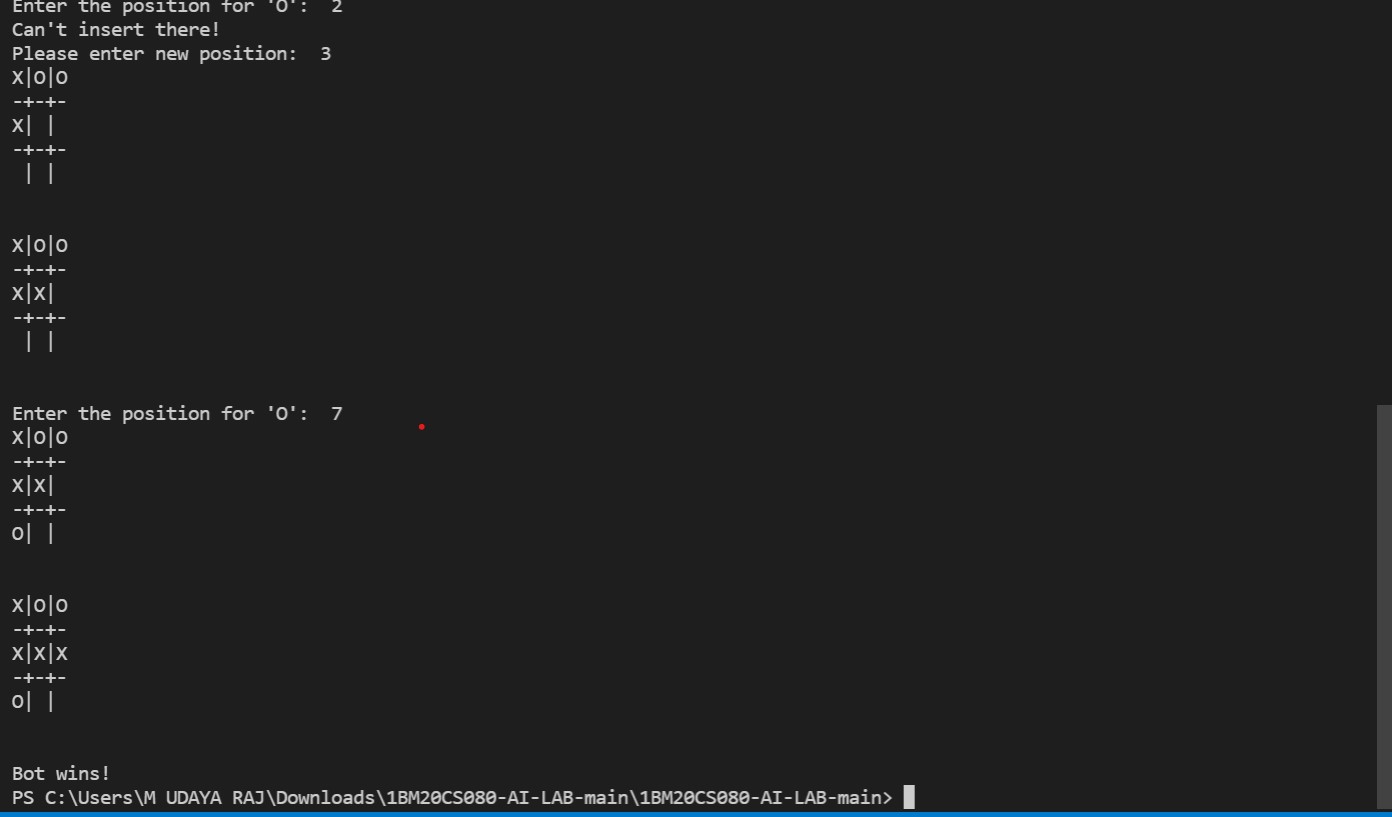 Enter the position for 'O':  2
Can't insert there!
Please enter new position:  3
X|O|O
-+-+-
X| |
-+-+-
 | |
X|O|O
-+-+-
X|X|
-+-+-
 | |
Enter the position for 'O':  7
X|O|O
-+-+-
X|X|
-+-+-
O| |
X|O|O
-+-+-
X|X|X
-+-+-
O| |
Bot wins!
PS C:\Users\M UDAYA RAJ\Downloads\1BM20CS080-AI-LAB-main\1BM20CS080-AI-LAB-main>